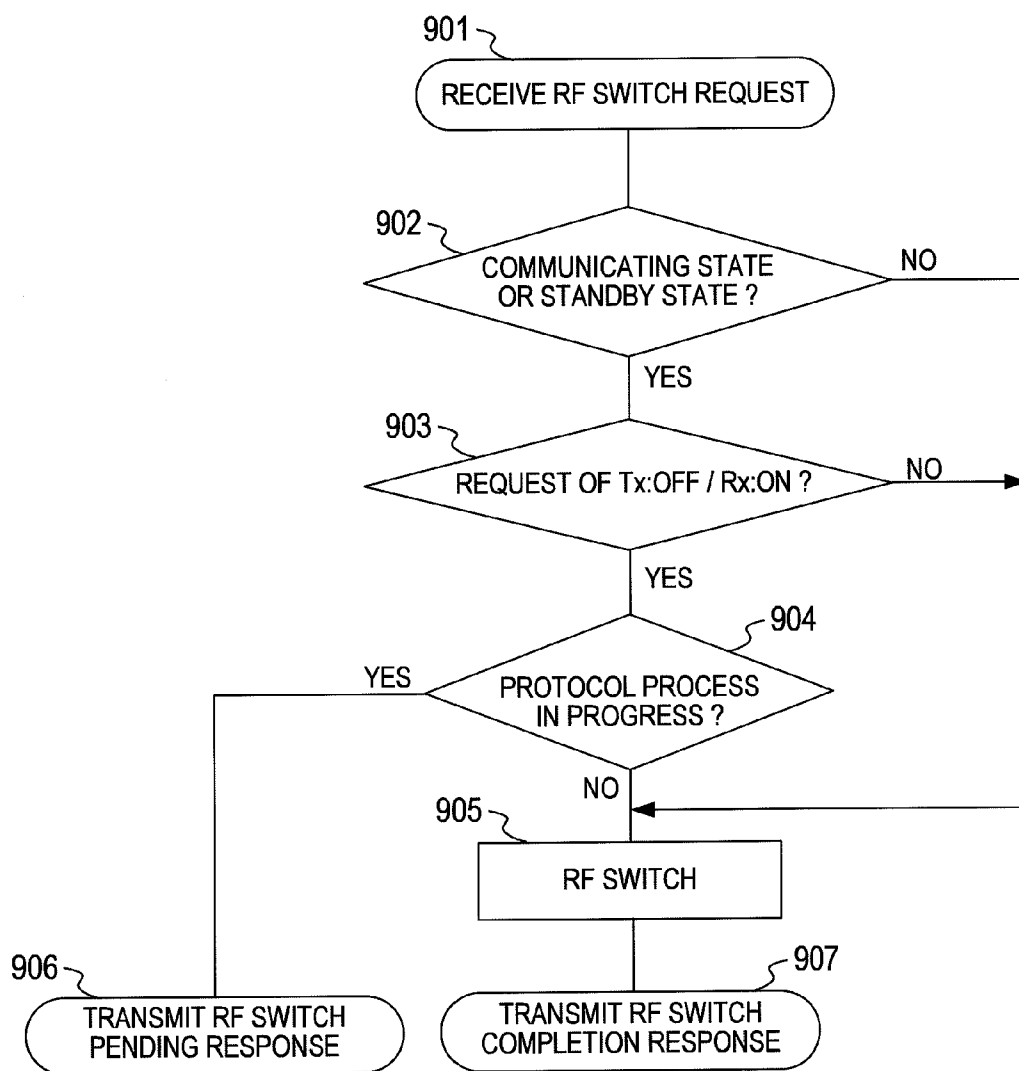 901
RECEIVE RF SWITCH REQUEST
902
COMMUNICATING STATE
OR STANDBY STATE ?
NO
YES
903
REQUEST OF Tx:OFF / Rx:ON ?
NO
YES
904
YES
PROTOCOL PROCESS
IN PROGRESS ?
NO
905
RF SWITCH
906
TRANSMIT RF SWITCH
PENDING RESPONSE
907
TRANSMIT RF SWITCH
COMPLETION RESPONSE